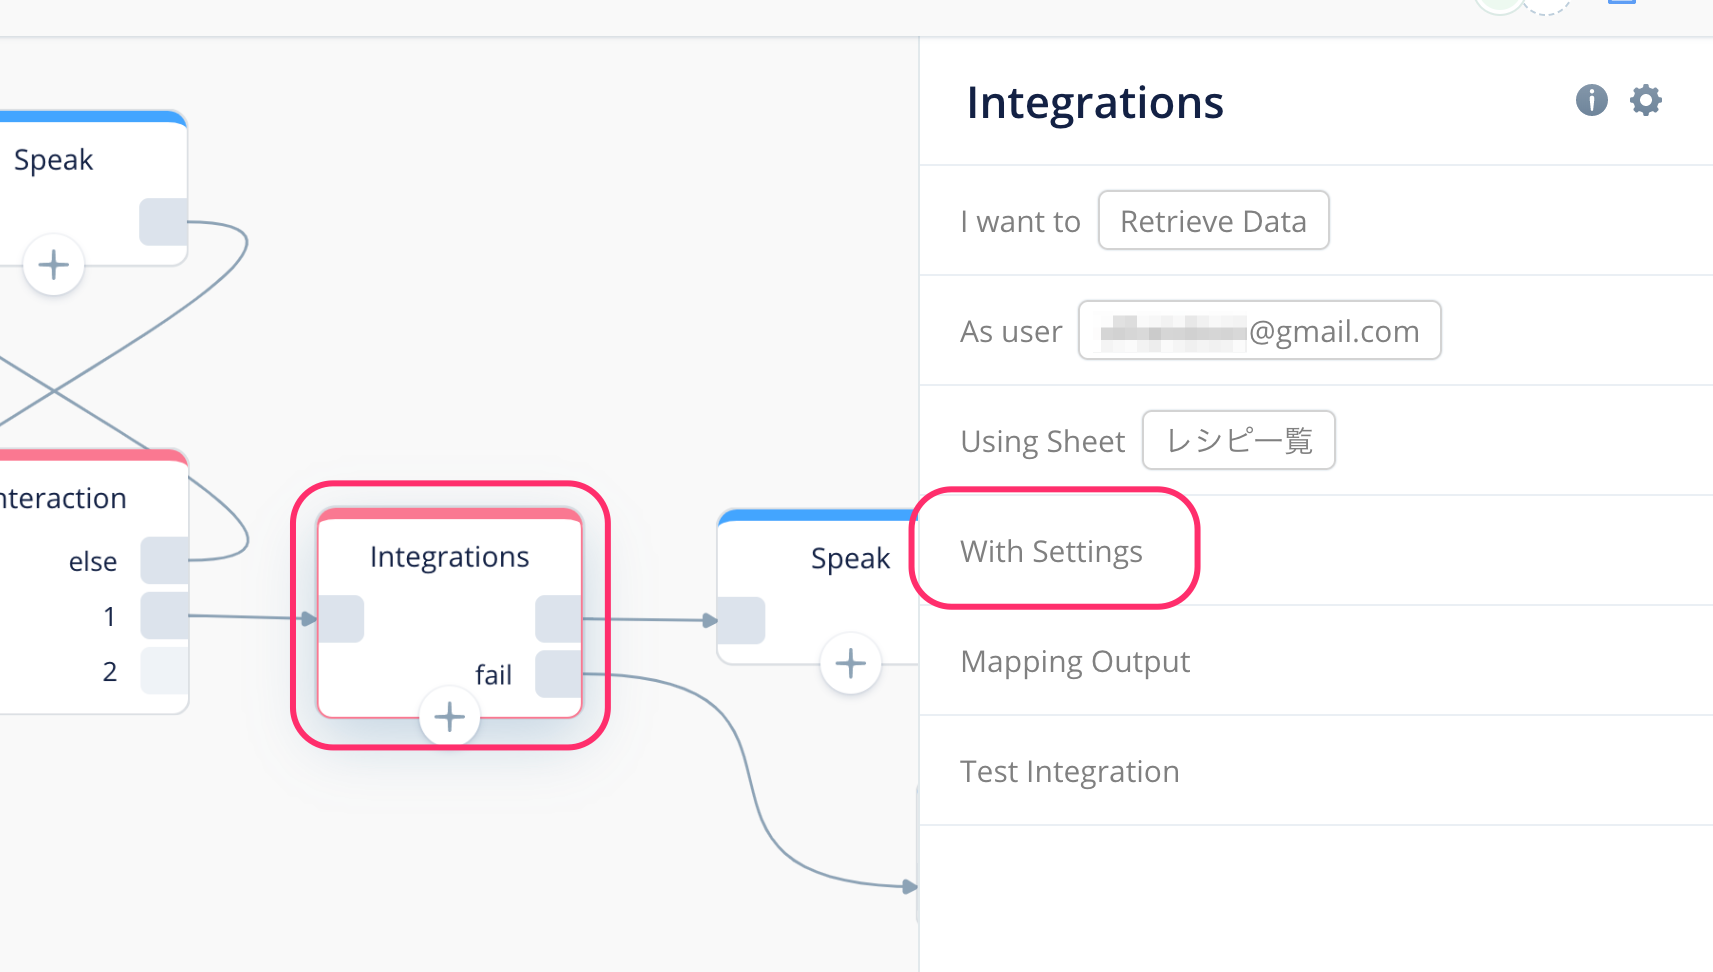 Speak
nteraction
else
1
2
Integrations
fail
Speak
Integrations
I want to Retrieve Data
As user @gmail.com
Using Sheet レシピ一覧
With Settings
Mapping Output
Test Integration